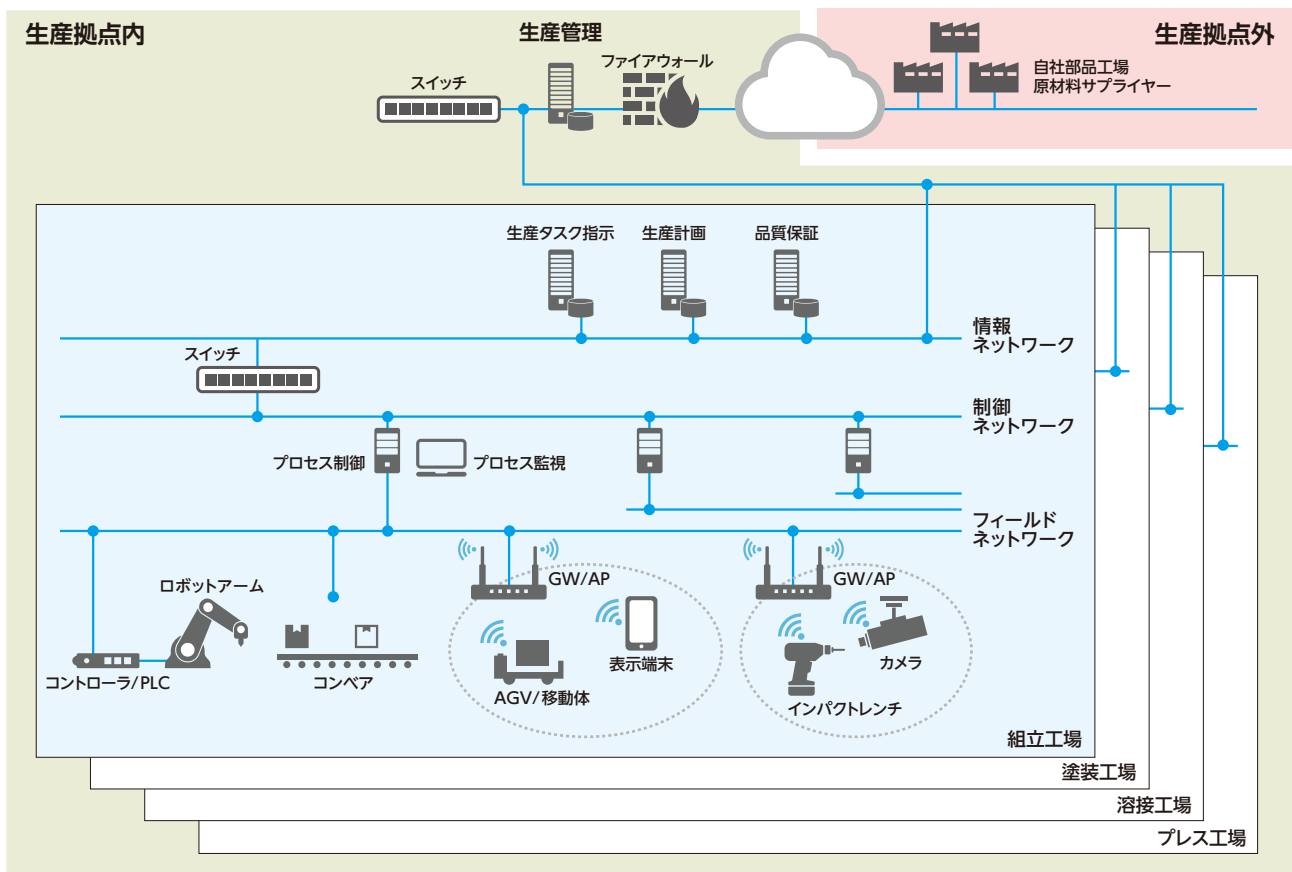 生産拠点内
生産管理
生産拠点外
ファイアウォール
スイッチ
自社部品工場
原材料サプライヤー
生産タスク指示
生産計画
品質保証
情報
ネットワーク
スイッチ
制御
ネットワーク
プロセス制御
プロセス監視
フィールド
ネットワーク
GW/AP
GW/AP
ロボットアーム
コントローラ/PLC
コンベア
表示端末
AGV/移動体
カメラ
インパクトレンチ
組立工場
塗装工場
溶接工場
プレス工場